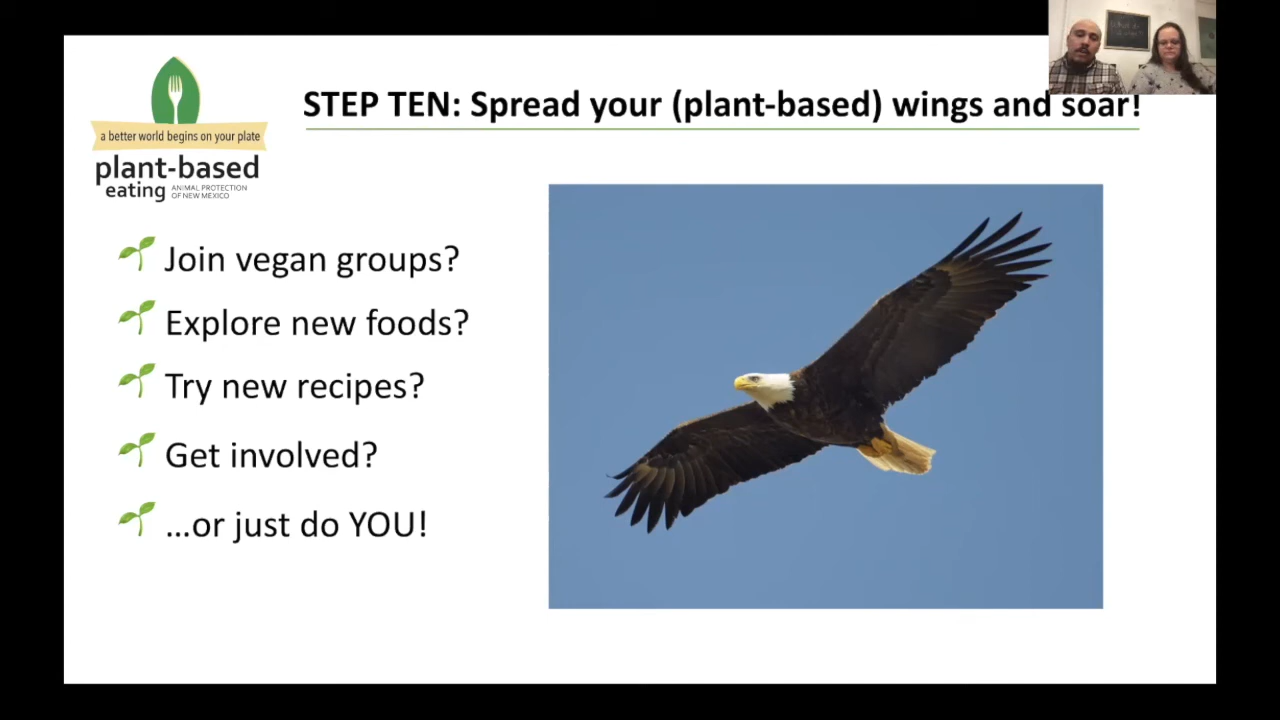 STEP TEN: Spread your (plant-based) wings and soar!
a better world begins on your plate
plant-based
eating ANIMAL PROTECTION
OF NEW MEXICO
Join vegan groups?
Explore new foods?
Try new recipes?
Get involved?
...or just do YOU!